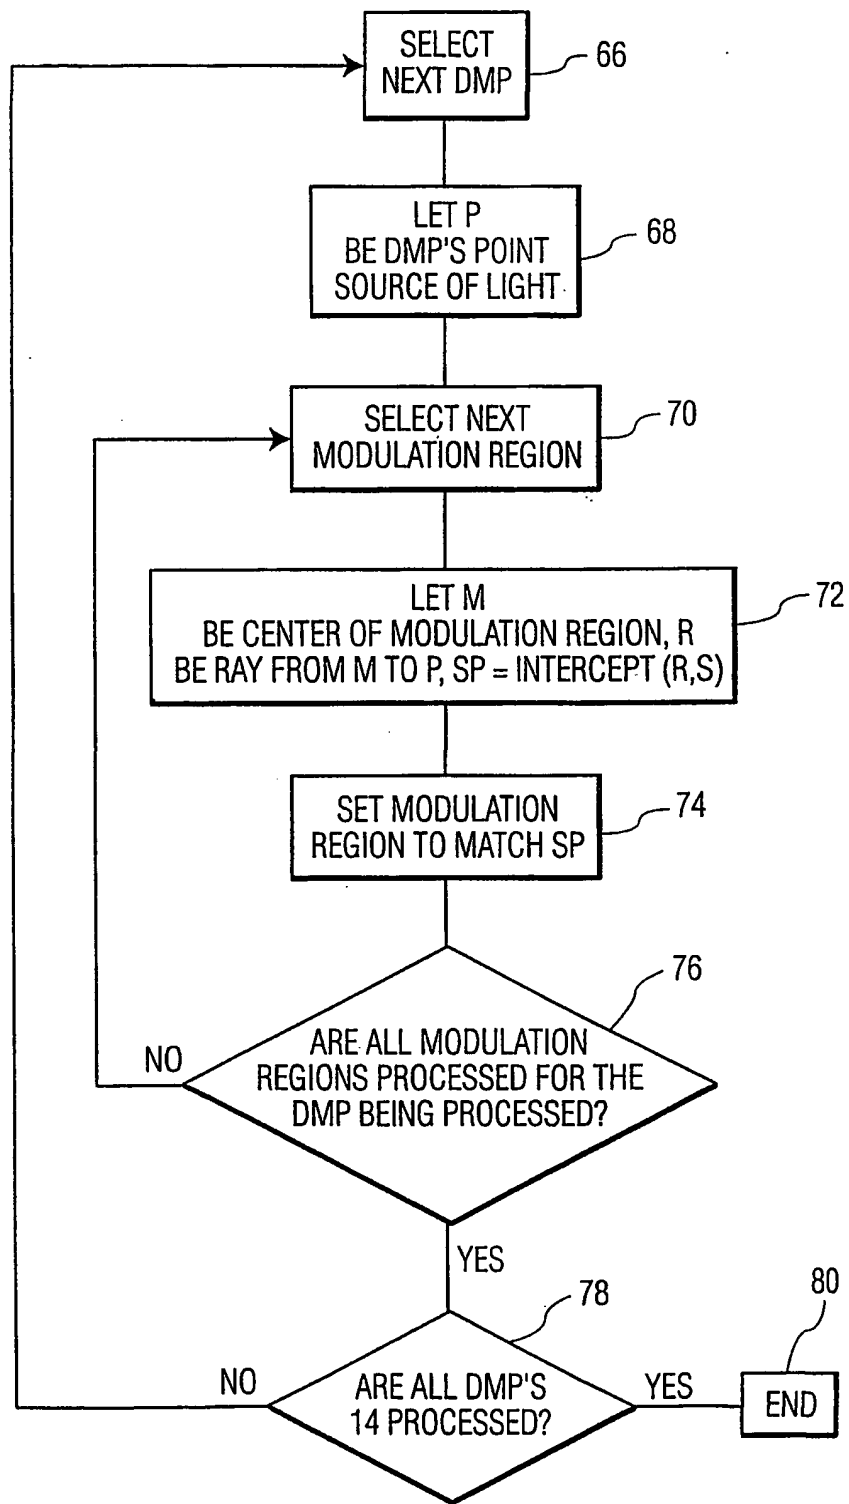 SELECT
NEXT DMP
66
LET P
BE DMP'S POINT
SOURCE OF LIGHT
68
SELECT NEXT
MODULATION REGION
70
LET M
BE CENTER OF MODULATION REGION, R
BE RAY FROM M TO P, SP = INTERCEPT (R,S)
72
SET MODULATION
REGION TO MATCH SP
74
76
ARE ALL MODULATION
REGIONS PROCESSED FOR THE
DMP BEING PROCESSED?
NO
YES
78
80
ARE ALL DMP'S
14 PROCESSED?
NO
YES
END